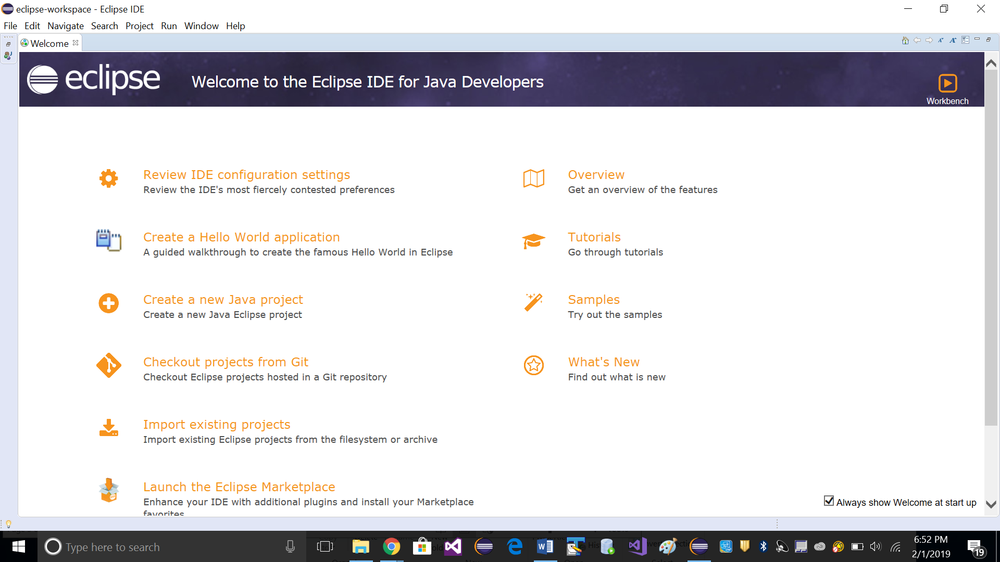 eclipse-workspace - Eclipse IDE
File Edit Navigate Search Project Run Window Help
Welcome
eclipse
Welcome to the Eclipse IDE for Java Developers
Workbench
Review IDE configuration settings
Review the IDE's most fiercely contested preferences
Overview
Get an overview of the features
Create a Hello World application
A guided walkthrough to create the famous Hello World in Eclipse
Tutorials
Go through tutorials
Create a new Java project
Create a new Java Eclipse project
Samples
Try out the samples
Checkout projects from Git
Checkout Eclipse projects hosted in a Git repository
What's New
Find out what is new
Import existing projects
Import existing Eclipse projects from the filesystem or archive
Launch the Eclipse Marketplace
Enhance your IDE with additional plugins and install your Marketplace
favorites
Always show Welcome at start up
Type here to search
6:52 PM
2/1/2019
19